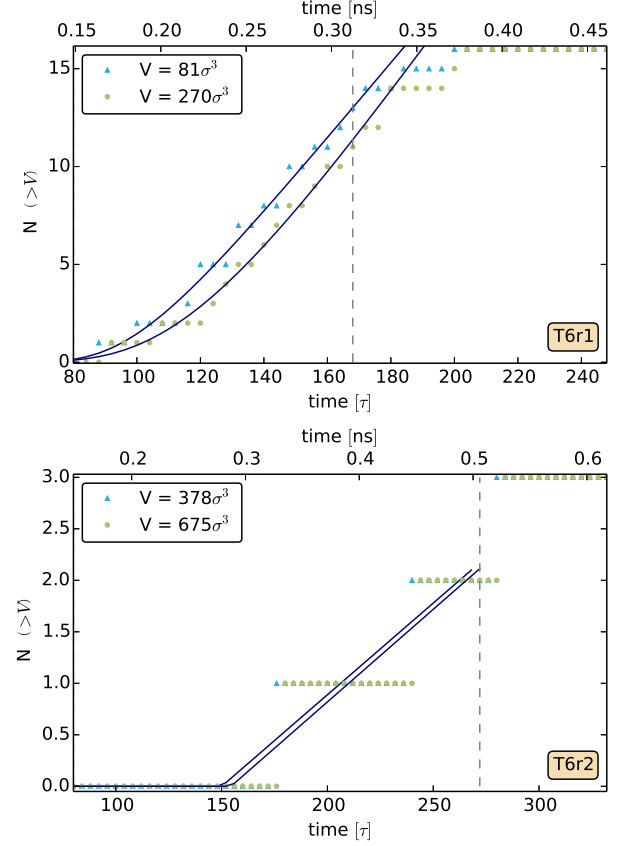 time [ns]
0.15 0.20 0.25 0.30 0.35 0.40 0.45
15
10
5
0
N (>V)
V = 81σ³
V = 270σ³
T6r1
80 100 120 140 160 180 200 220 240
time [τ]
time [ns]
0.2 0.3 0.4 0.5 0.6
3.0
2.5
2.0
1.5
1.0
0.5
0.0
N (>V)
V = 378σ³
V = 675σ³
T6r2
100 150 200 250 300
time [τ]